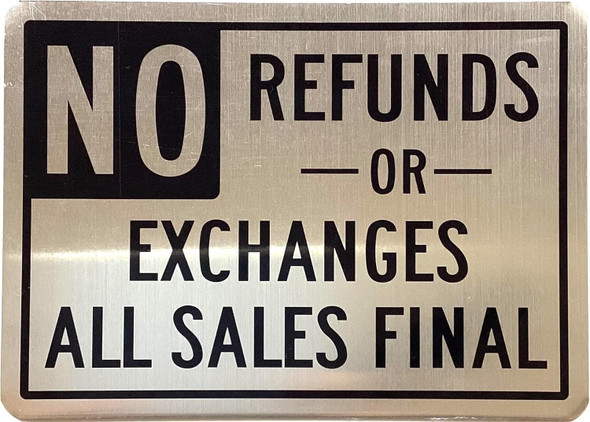 NO REFUNDS
OR
EXCHANGES
ALL SALES FINAL